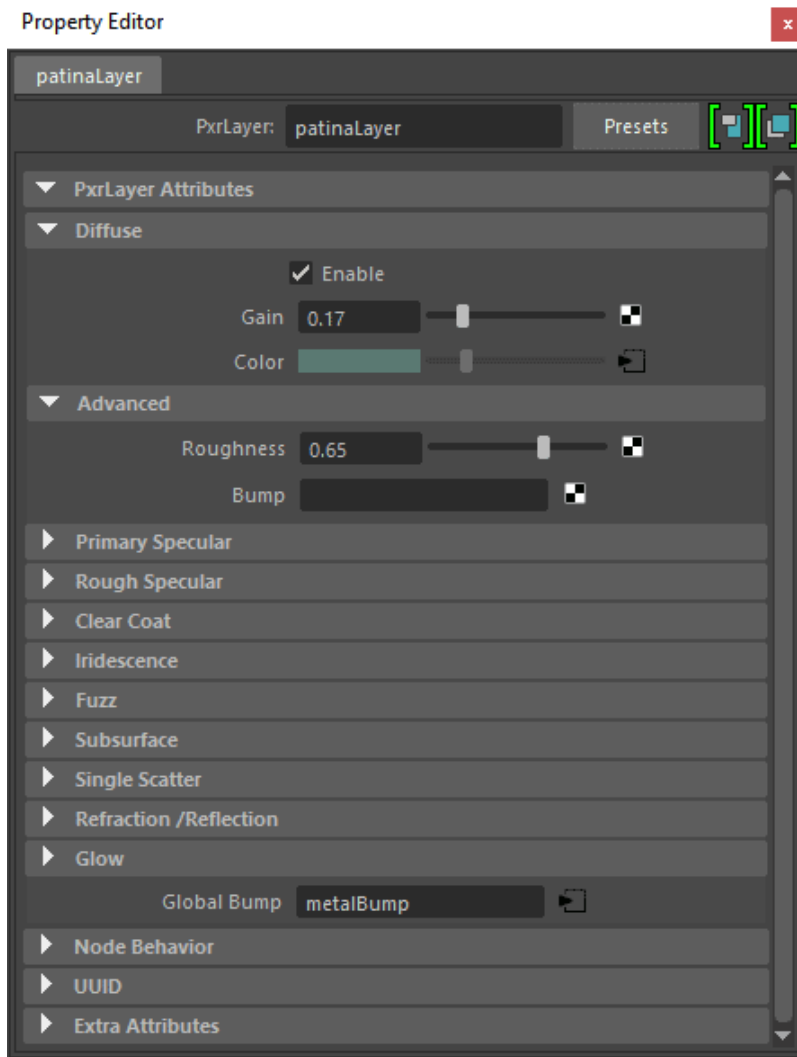 Property Editor
x
patinaLayer
PxrLayer: patinaLayer Presets
PxrLayer Attributes
Diffuse
Enable
Gain 0.17
Color
Advanced
Roughness 0.65
Bump
Primary Specular
Rough Specular
Clear Coat
Iridescence
Fuzz
Subsurface
Single Scatter
Refraction /Reflection
Glow
Global Bump metalBump
Node Behavior
UUID
Extra Attributes